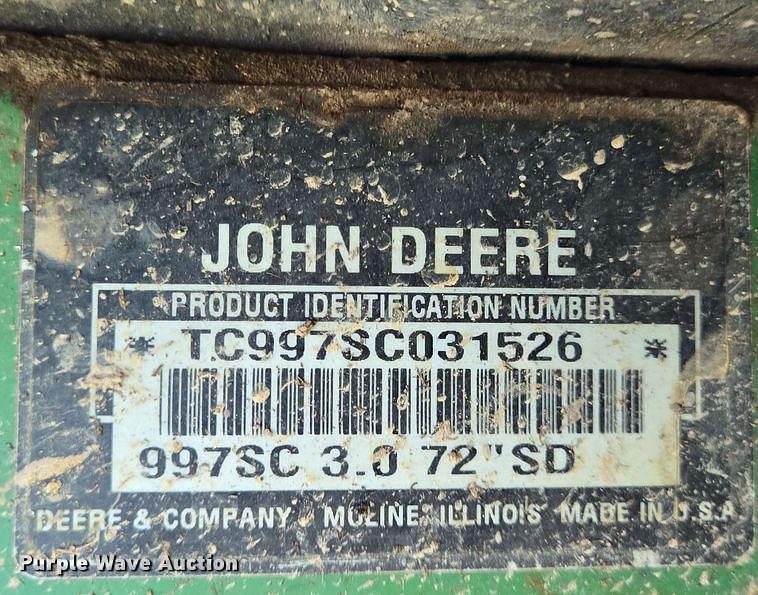 JOHN DEERE
PRODUCT IDENTIFICATION NUMBER
* TC997SC031526 *
997SC 3.0 72"SD
DEERE & COMPANY MOLINE, ILLINOIS MADE IN U.S.A
Purple Wave Auction